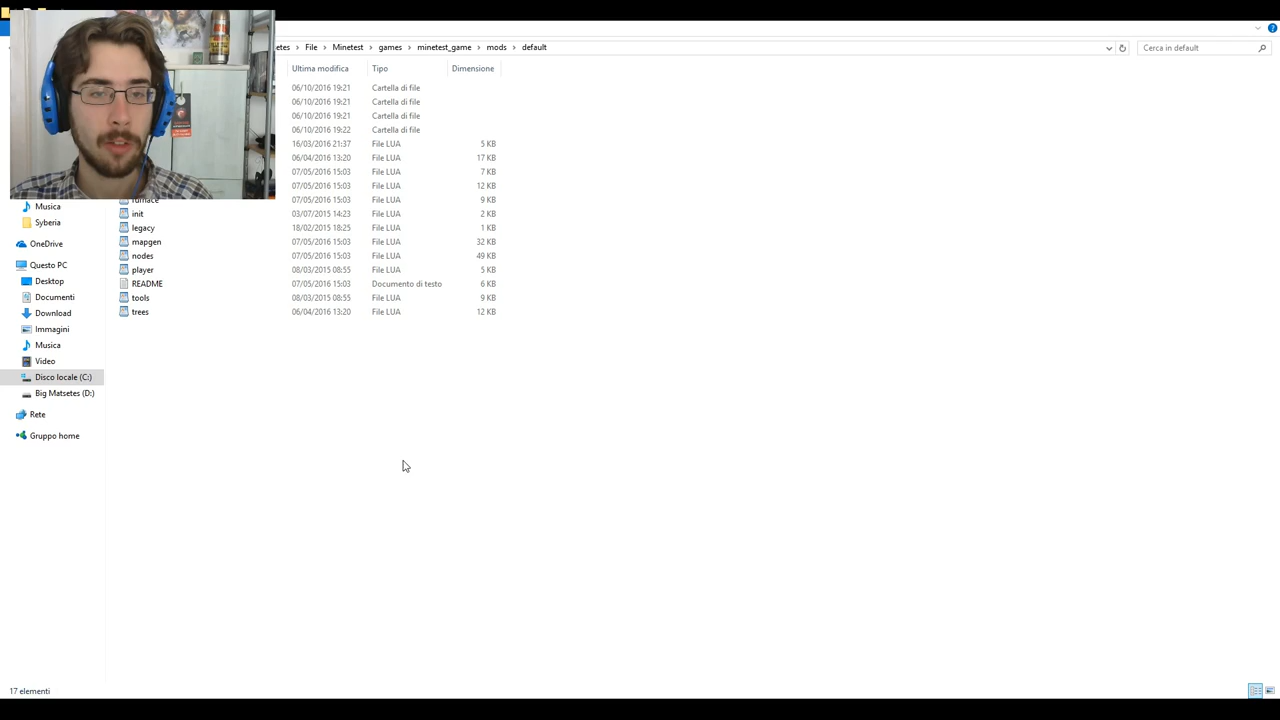 etes > File > Minetest > games > minetest_game > mods > default
Cerca in default
Ultima modifica Tipo Dimensione
06/10/2016 19:21 Cartella di file
06/10/2016 19:21 Cartella di file
06/10/2016 19:21 Cartella di file
06/10/2016 19:22 Cartella di file
16/03/2016 21:37 File LUA 5 KB
06/04/2016 13:20 File LUA 17 KB
07/05/2016 15:03 File LUA 7 KB
07/05/2016 15:03 File LUA 12 KB
furnace 07/05/2016 15:03 File LUA 9 KB
init 03/07/2015 14:23 File LUA 2 KB
legacy 18/02/2015 18:25 File LUA 1 KB
mapgen 07/05/2016 15:03 File LUA 32 KB
nodes 07/05/2016 15:03 File LUA 49 KB
player 08/03/2015 08:55 File LUA 5 KB
README 07/05/2016 15:03 Documento di testo 6 KB
tools 08/03/2015 08:55 File LUA 9 KB
trees 06/04/2016 13:20 File LUA 12 KB
Musica
Syberia
OneDrive
Questo PC
Desktop
Documenti
Download
Immagini
Musica
Video
Disco locale (C:)
Big Matsetes (D:)
Rete
Gruppo home
17 elementi